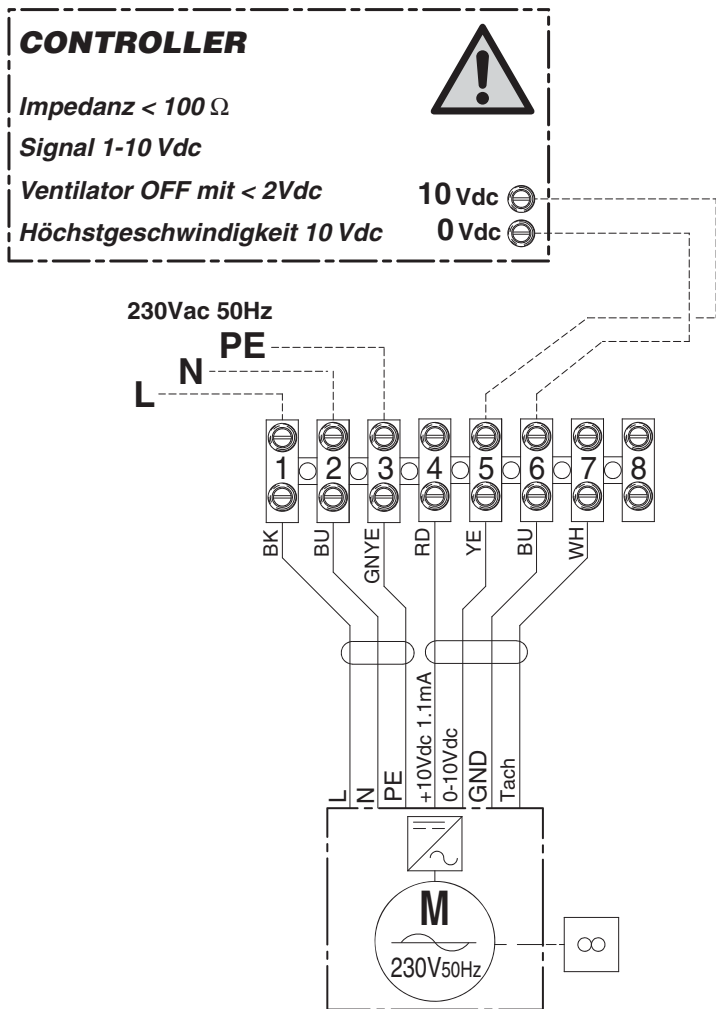 CONTROLLER
Impedanz < 100 Ω
Signal 1-10 Vdc
Ventilator OFF mit < 2Vdc
Höchstgeschwindigkeit 10 Vdc
10 Vdc
0 Vdc
230Vac 50Hz
PE
N
L
1 2 3 4 5 6 7 8
BK BU GNYE RD YE BU WH
L N PE +10Vdc 1.1mA 0-10Vdc GND Tach
M
230V50Hz